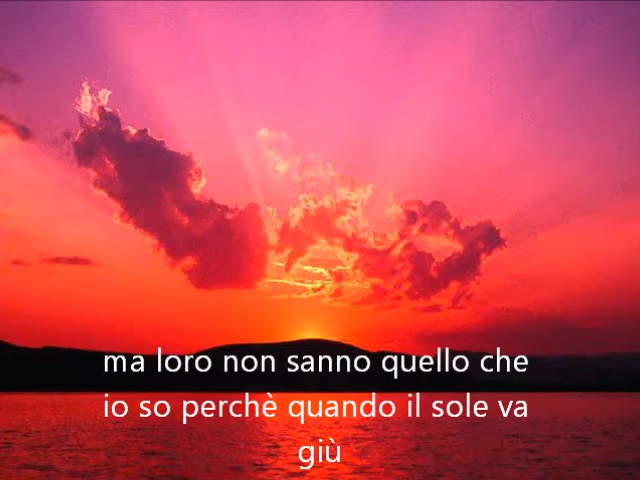 ma loro non sanno quello che
io so perchè quando il sole va
giù